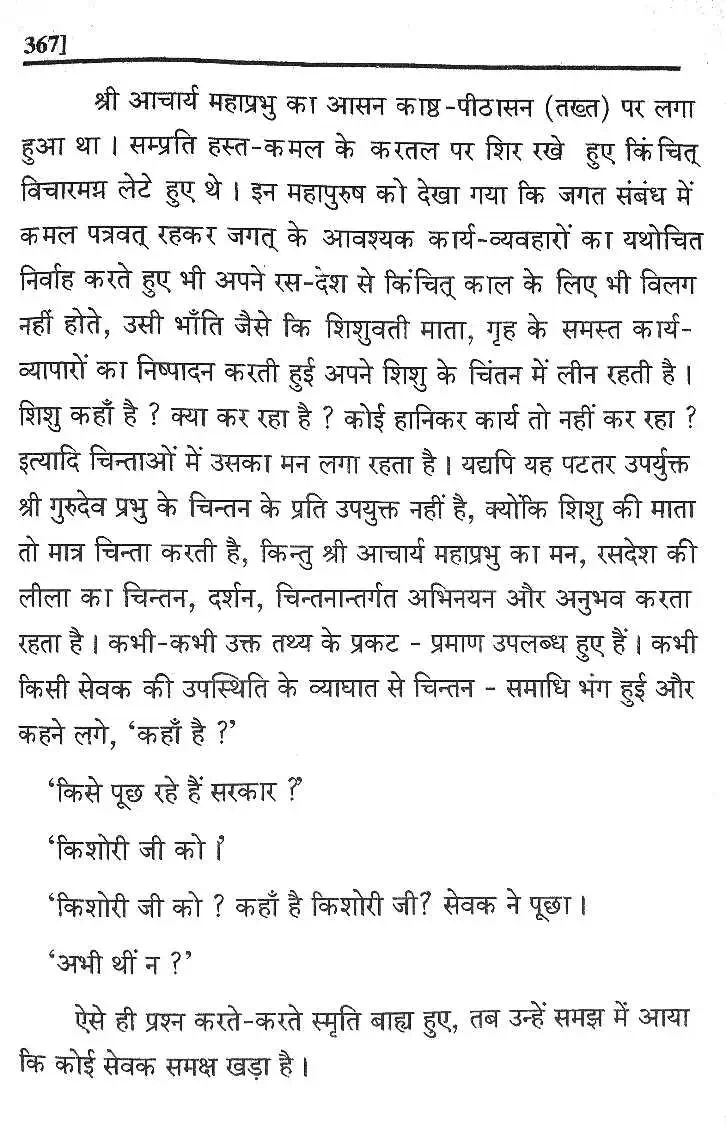 367]
श्री आचार्य महाप्रभु का आसन काष्ठ-पीठासन (तख्त) पर लगा
हुआ था । सम्प्रति हस्त-कमल के करतल पर शिर रखे हुए किंचित्
विचारमग्न लेटे हुए थे । इन महापुरुष को देखा गया कि जगत संबंध में
कमल पत्रवत् रहकर जगत् के आवश्यक कार्य-व्यवहारों का यथोचित
निर्वाह करते हुए भी अपने रस-देश से किंचित् काल के लिए भी विलग
नहीं होते, उसी भाँति जैसे कि शिशुवती माता, गृह के समस्त कार्य-
व्यापारों का निष्पादन करती हुई अपने शिशु के चिंतन में लीन रहती है ।
शिशु कहाँ है ? क्या कर रहा है ? कोई हानिकर कार्य तो नहीं कर रहा ?
इत्यादि चिन्ताओं में उसका मन लगा रहता है । यद्यपि यह पटतर उपर्युक्त
श्री गुरुदेव प्रभु के चिन्तन के प्रति उपयुक्त नहीं है, क्योंकि शिशु की माता
तो मात्र चिन्ता करती है, किन्तु श्री आचार्य महाप्रभु का मन, रसदेश की
लीला का चिन्तन, दर्शन, चिन्तनान्तर्गत अभिनयन और अनुभव करता
रहता है । कभी-कभी उक्त तथ्य के प्रकट - प्रमाण उपलब्ध हुए हैं । कभी
किसी सेवक की उपस्थिति के व्याघात से चिन्तन - समाधि भंग हुई और
कहने लगे, ‘कहाँ है ?’
‘किसे पूछ रहे हैं सरकार ?’
‘किशोरी जी को ।’
‘किशोरी जी को ? कहाँ है किशोरी जी? सेवक ने पूछा ।
‘अभी थीं न ?’
ऐसे ही प्रश्न करते-करते स्मृति बाह्य हुए, तब उन्हें समझ में आया
कि कोई सेवक समक्ष खड़ा है ।